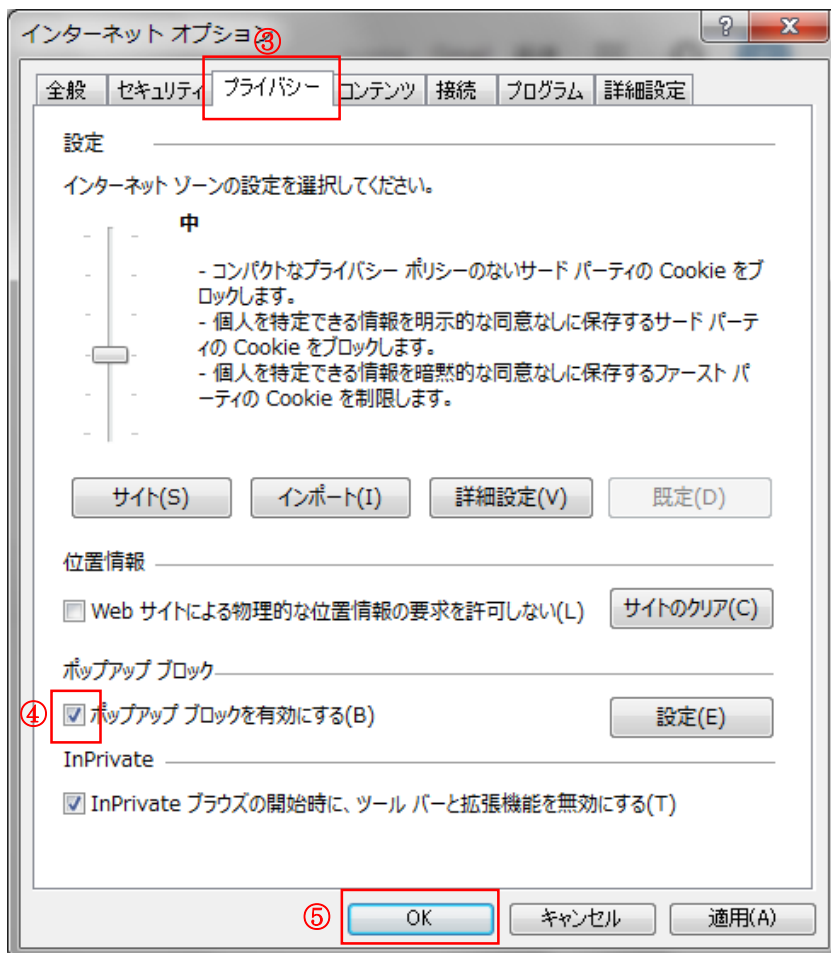 インターネット オプション
③
全般 セキュリティ プライバシー コンテンツ 接続 プログラム 詳細設定
設定
インターネット ゾーンの設定を選択してください。
中
- コンパクトなプライバシー ポリシーのないサード パーティの Cookie をブ
ロックします。
- 個人を特定できる情報を明示的な同意なしに保存するサード パーテ
ィの Cookie をブロックします。
- 個人を特定できる情報を暗黙的な同意なしに保存するファースト パ
ーティの Cookie を制限します。
サイト(S) インポート(I) 詳細設定(V) 既定(D)
位置情報
Web サイトによる物理的な位置情報の要求を許可しない(L) サイトのクリア(C)
ポップアップ ブロック
④ ポップアップ ブロックを有効にする(B) 設定(E)
InPrivate
InPrivate ブラウズの開始時に、ツール バーと拡張機能を無効にする(T)
⑤ OK キャンセル 適用(A)